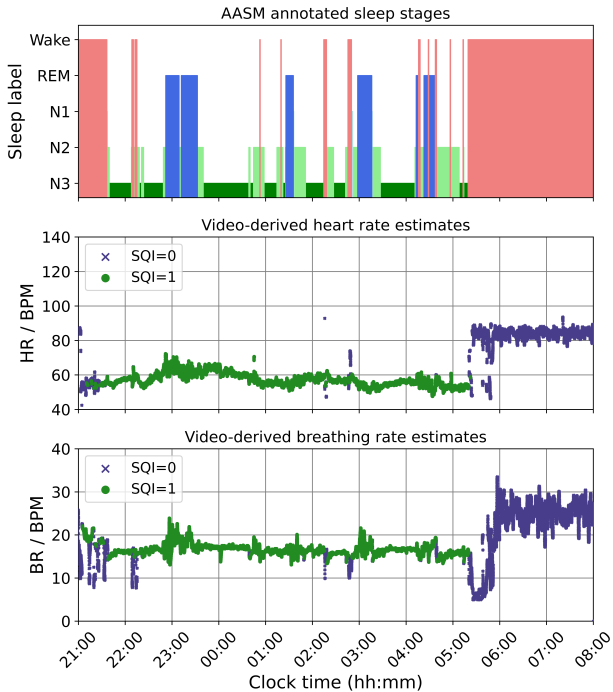 AASM annotated sleep stages
Sleep label
Wake
REM
N1
N2
N3
Video-derived heart rate estimates
HR / BPM
140
120
100
80
60
40
SQI=0
SQI=1
Video-derived breathing rate estimates
BR / BPM
40
30
20
10
0
SQI=0
SQI=1
21:00 22:00 23:00 00:00 01:00 02:00 03:00 04:00 05:00 06:00 07:00 08:00
Clock time (hh:mm)